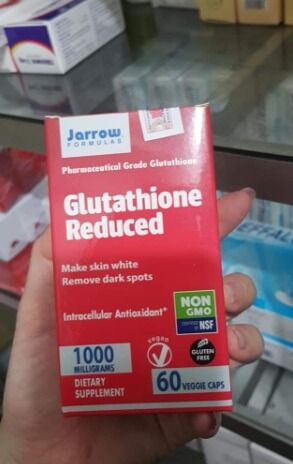 Jarrow
FORMULAS
Pharmaceutical Grade Glutathione
Glutathione
Reduced
Make skin white
Remove dark spots
Intracellular Antioxidant*
NON
GMO
NSF
vegan
GLUTEN
FREE
1000
MILLIGRAMS
DIETARY
SUPPLEMENT
60 VEGGIE CAPS